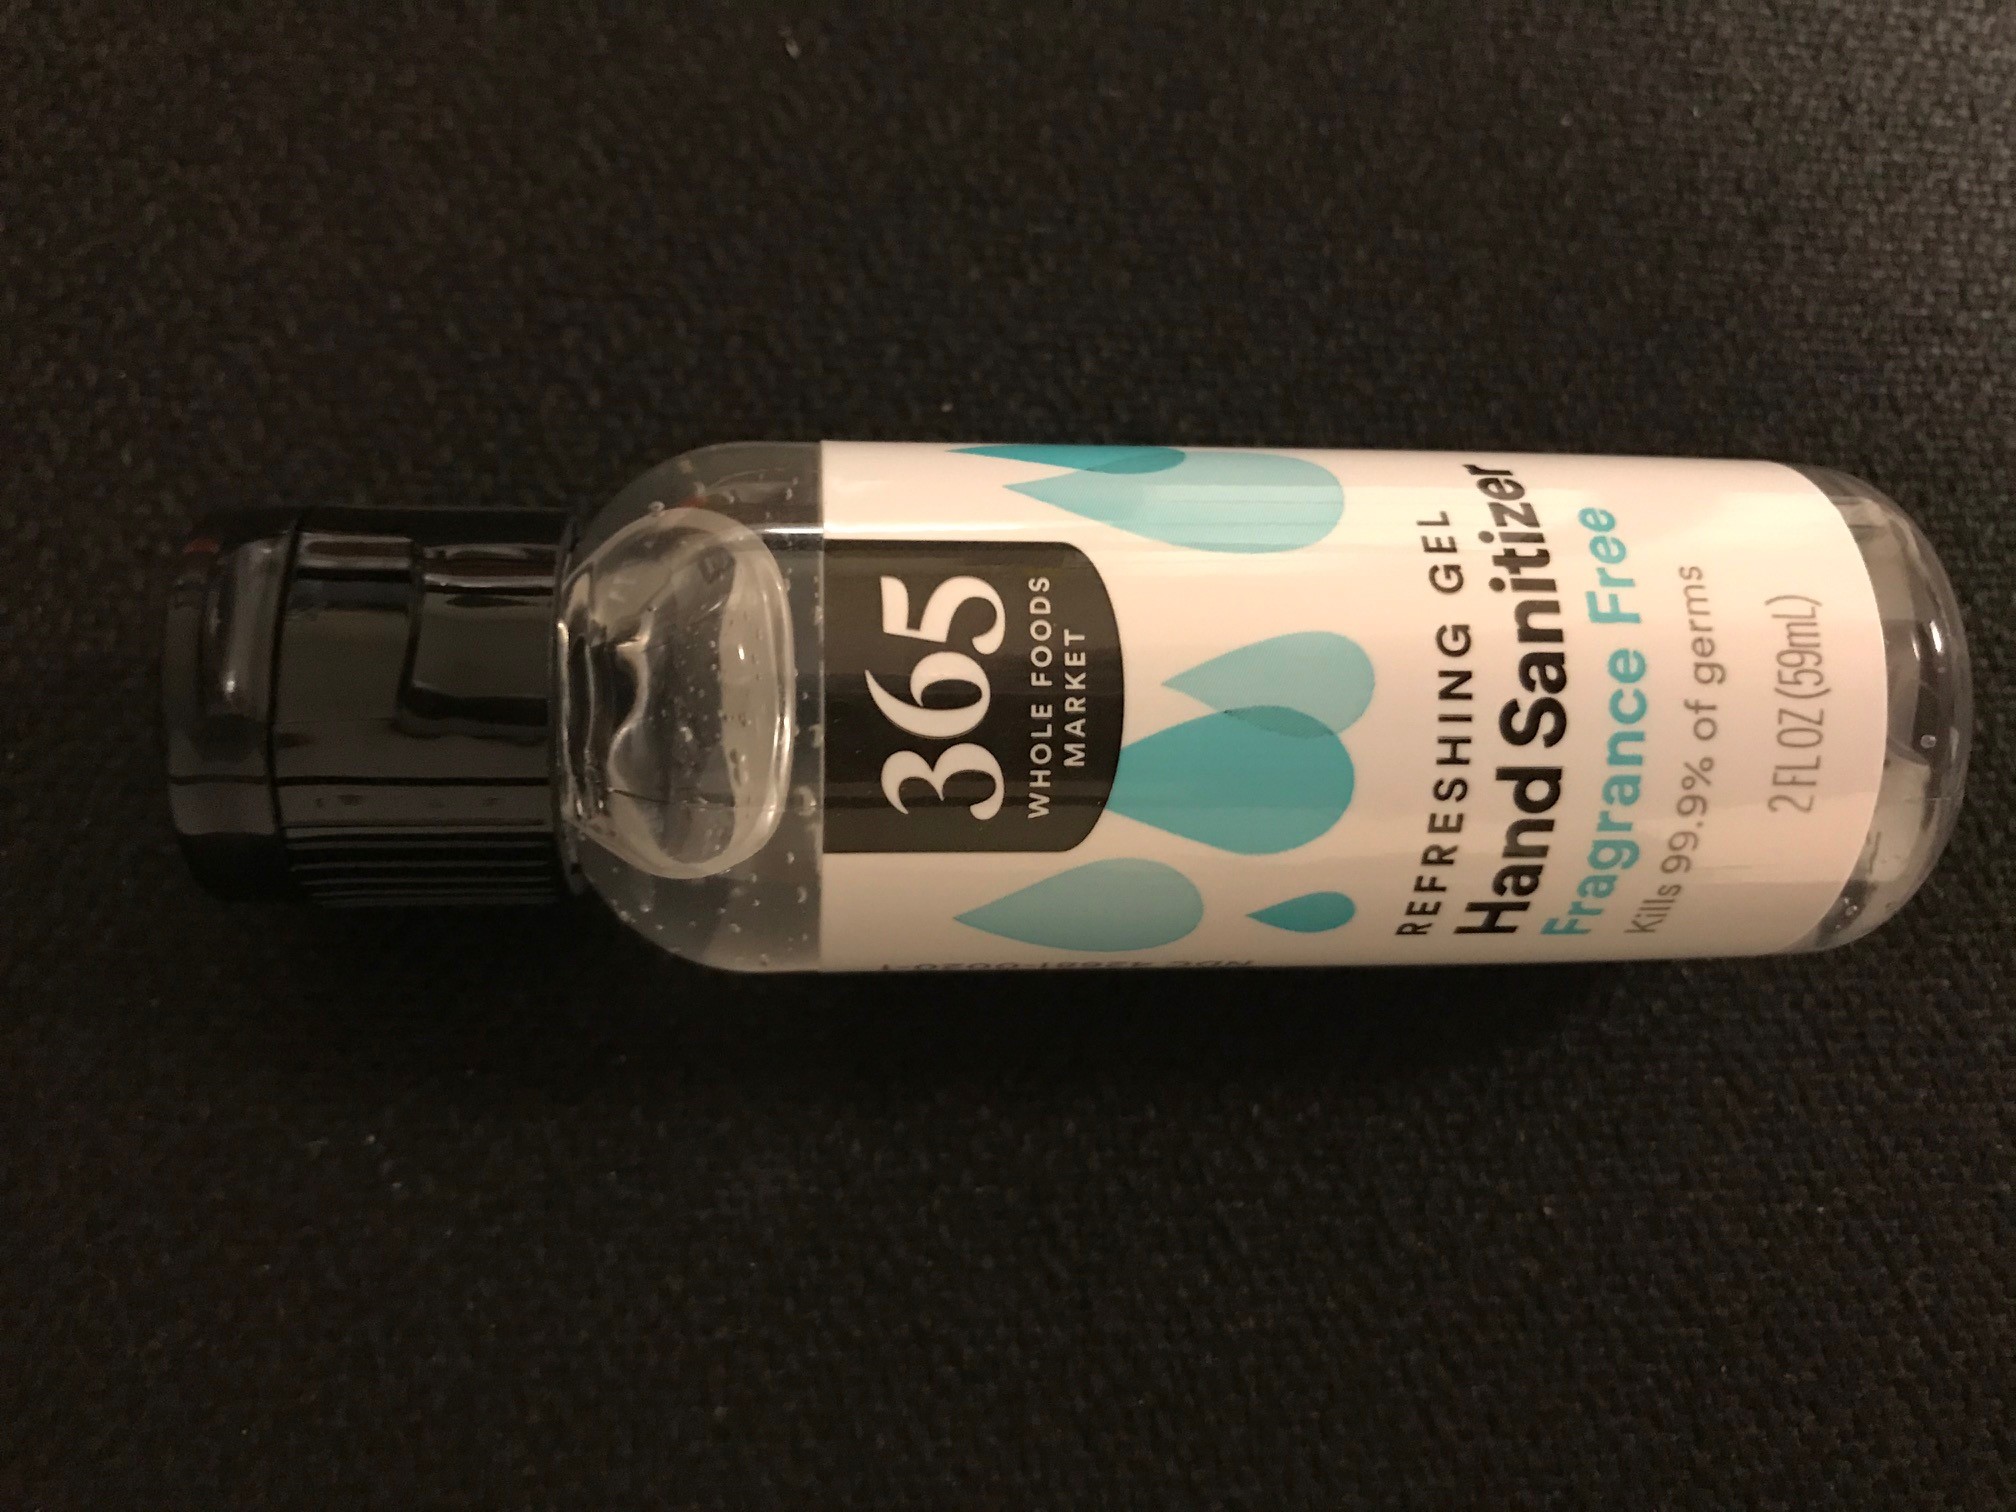 365
WHOLE FOODS
MARKET
REFRESHING GEL
Hand Sanitizer
Fragrance Free
Kills 99.9% of germs
2 FL OZ (59mL)
NDC